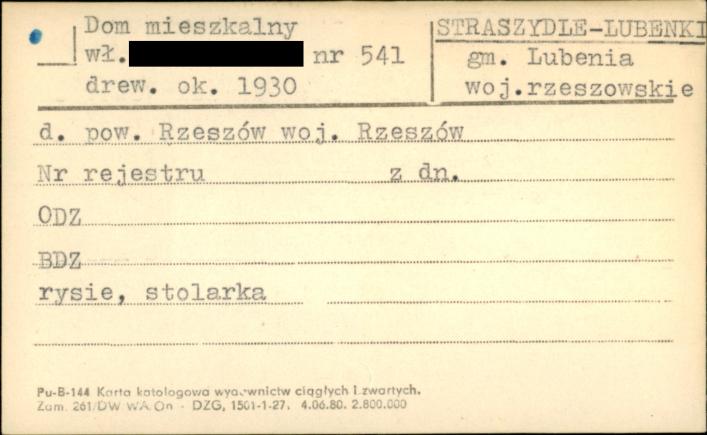 Dom mieszkalny
wł. nr 541
drew. ok. 1930
STRASZYDLE-LUBENKI
gm. Lubenia
woj.rzeszowskie
d. pow. Rzeszów woj. Rzeszów
Nr rejestru z dn.
ODZ
BDZ
rysie, stolarka
Pu-B-144 Karta katologowa wydawnictw ciągłych i zwartych.
Zam. 261/DW WA.On - DZG, 1501-1-27. 4.06.80. 2.800.000